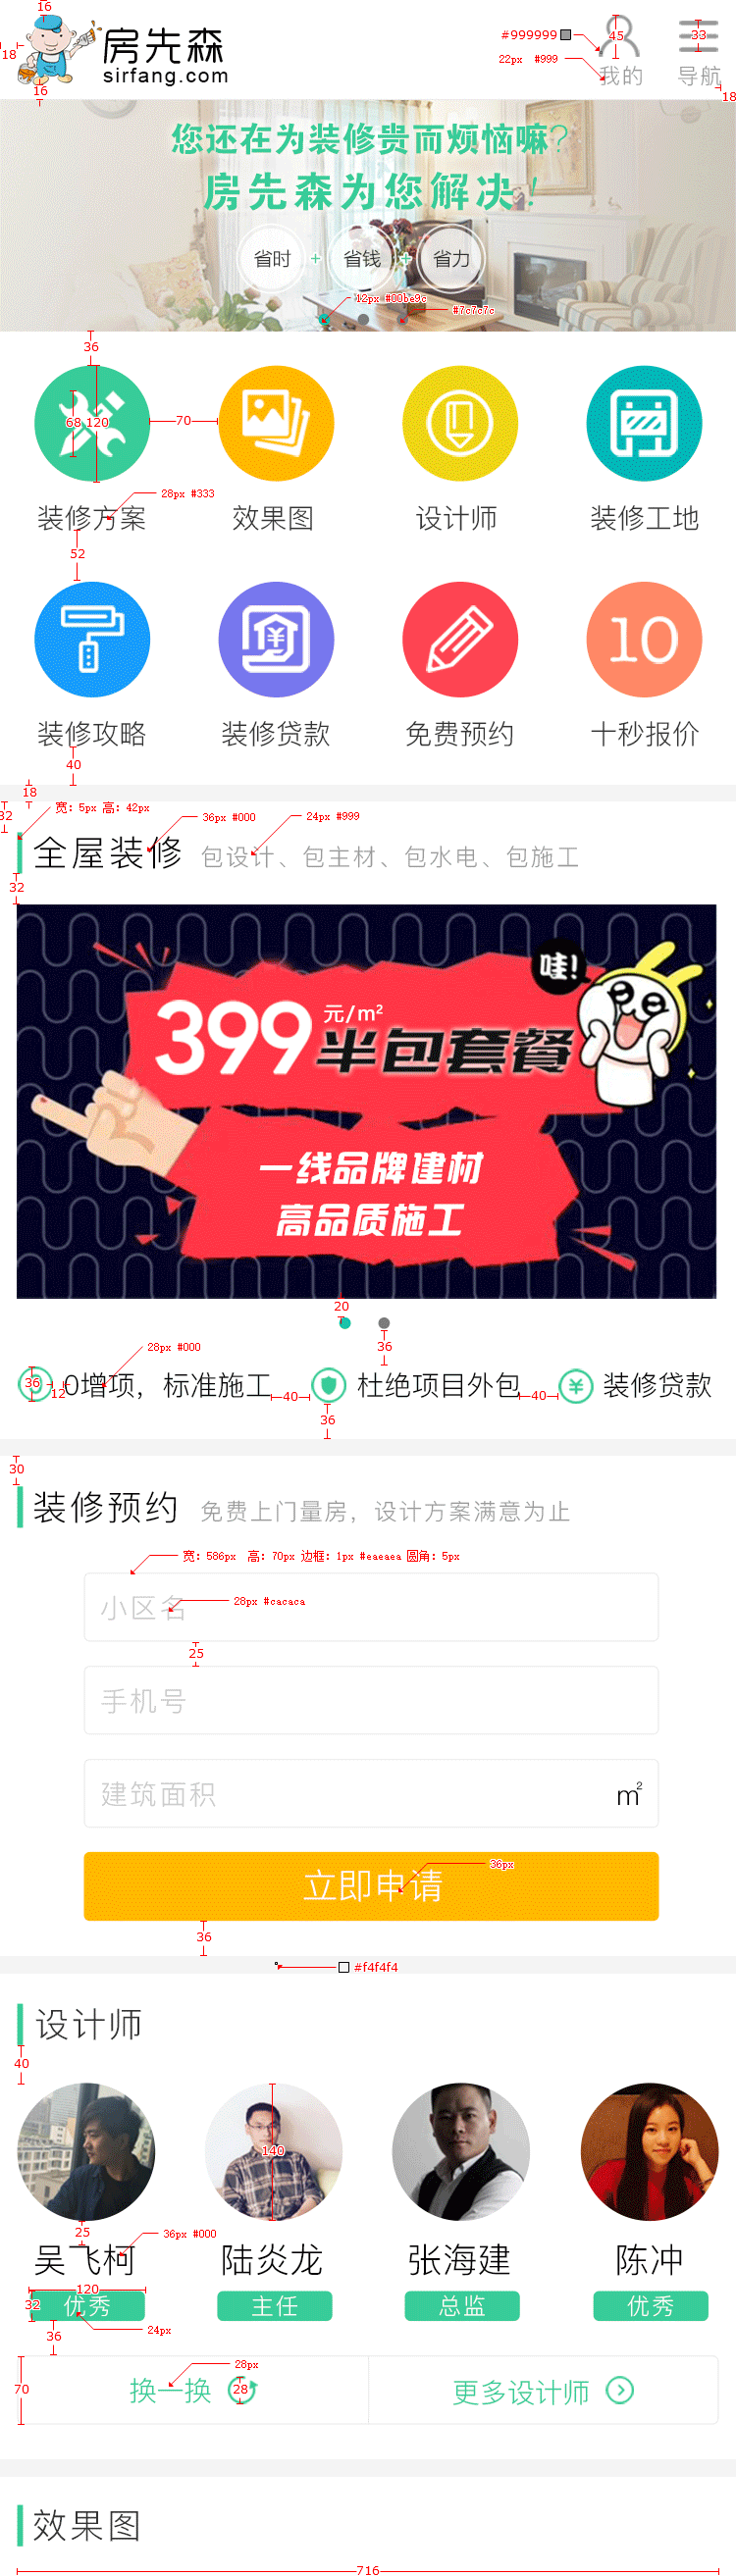 16
18
房先森
sirfang.com
16
#999999
45
33
22px #999
我的
导航
18
您还在为装修贵而烦恼嘛?
房先森为您解决!
省时 + 省钱 + 省力
12px #00be9c
#7c7c7c
36
68 120
70
28px #333
装修方案 效果图 设计师 装修工地
52
10
装修攻略 装修贷款 免费预约 十秒报价
40
18
32
宽: 5px 高: 42px
36px #000
24px #999
全屋装修 包设计、包主材、包水电、包施工
32
哇!
399 元/m² 半包套餐
一线品牌建材
高品质施工
20
36
28px #000
36
12
0增项，标准施工
40
杜绝项目外包
40
¥
装修贷款
36
30
装修预约 免费上门量房，设计方案满意为止
宽: 586px 高: 70px 边框: 1px #eaeaea 圆角: 5px
小区名
28px #cacaca
25
手机号
建筑面积 m²
立即申请
36px
36
#f4f4f4
设计师
40
140
25
36px #000
吴飞柯 陆炎龙 张海建 陈冲
120
32
优秀 主任 总监 优秀
24px
36
28px
70
换一换
28
更多设计师
效果图
716